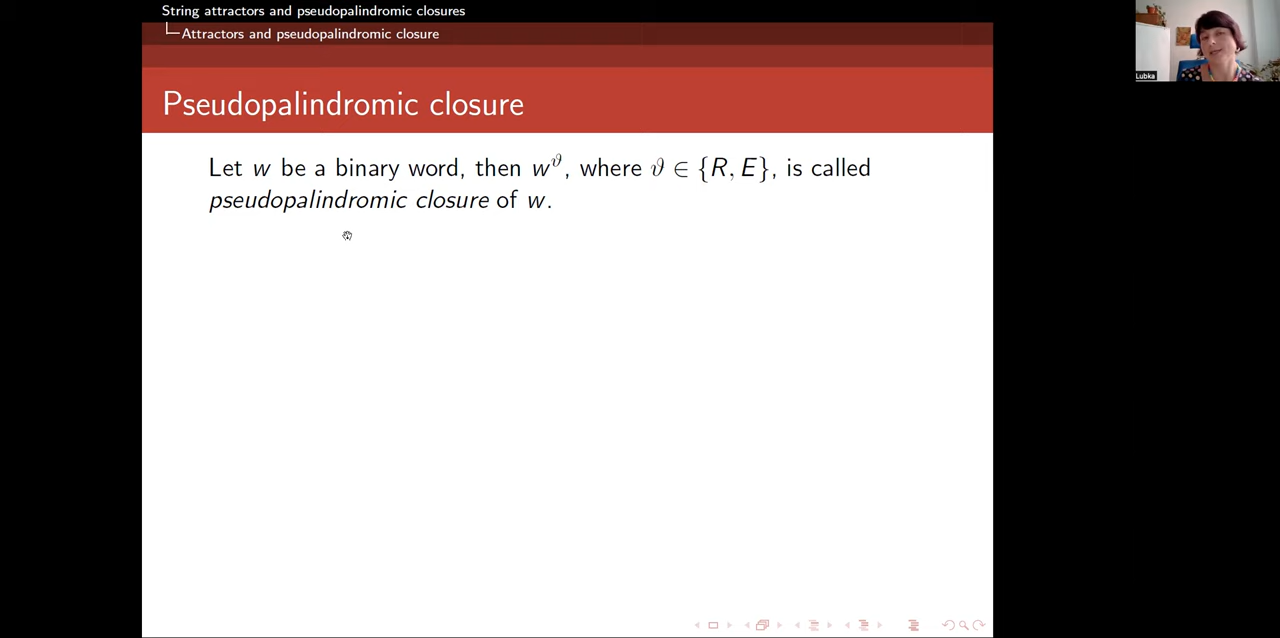 String attractors and pseudopalindromic closures
Attractors and pseudopalindromic closure
Lubka
Pseudopalindromic closure
Let w be a binary word, then w^ϑ, where ϑ ∈ {R, E}, is called
pseudopalindromic closure of w.